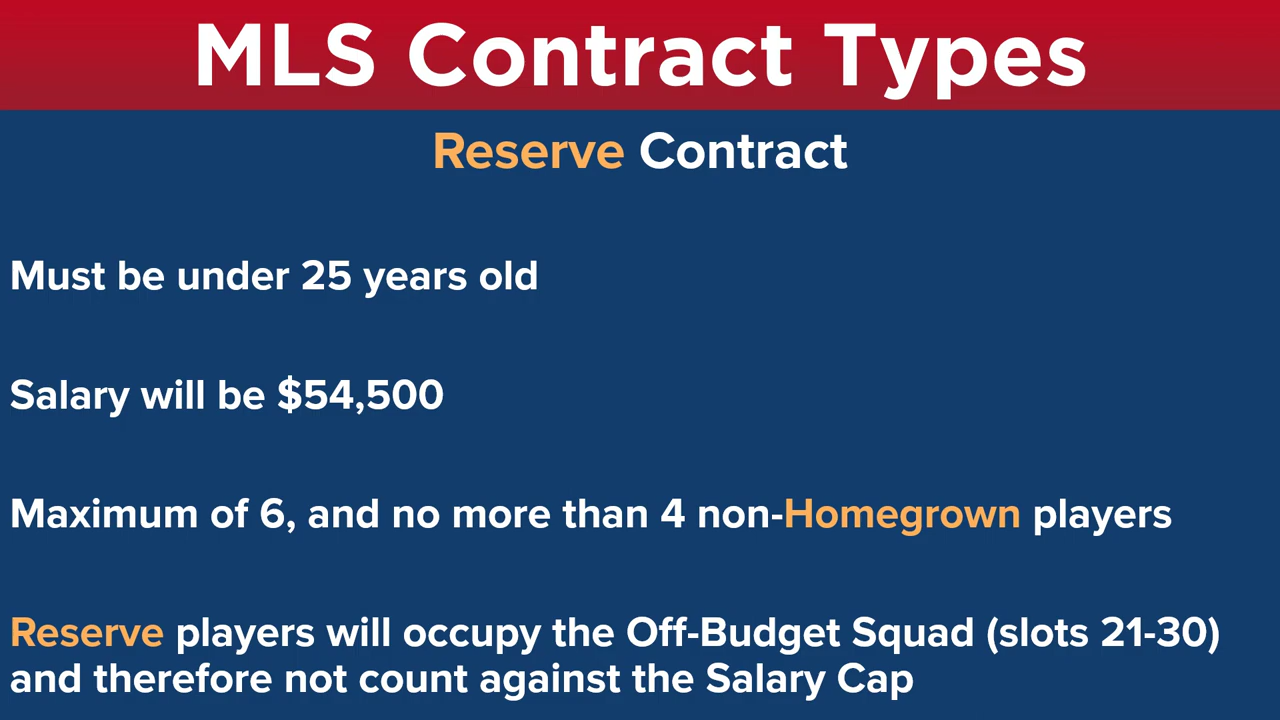 MLS Contract Types
Reserve Contract
Must be under 25 years old
Salary will be $54,500
Maximum of 6, and no more than 4 non-Homegrown players
Reserve players will occupy the Off-Budget Squad (slots 21-30)
and therefore not count against the Salary Cap